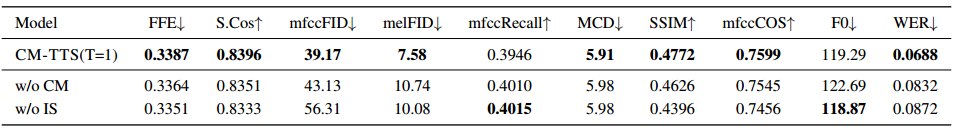 Model FFE↓ S.Cos↑ mfccFID↓ melFID↓ mfccRecall↑ MCD↓ SSIM↑ mfccCOS↑ F0↓ WER↓
CM-TTS(T=1) 0.3387 0.8396 39.17 7.58 0.3946 5.91 0.4772 0.7599 119.29 0.0688
w/o CM 0.3364 0.8351 43.13 10.74 0.4010 5.98 0.4626 0.7545 122.69 0.0832
w/o IS 0.3351 0.8333 56.31 10.08 0.4015 5.98 0.4396 0.7456 118.87 0.0872